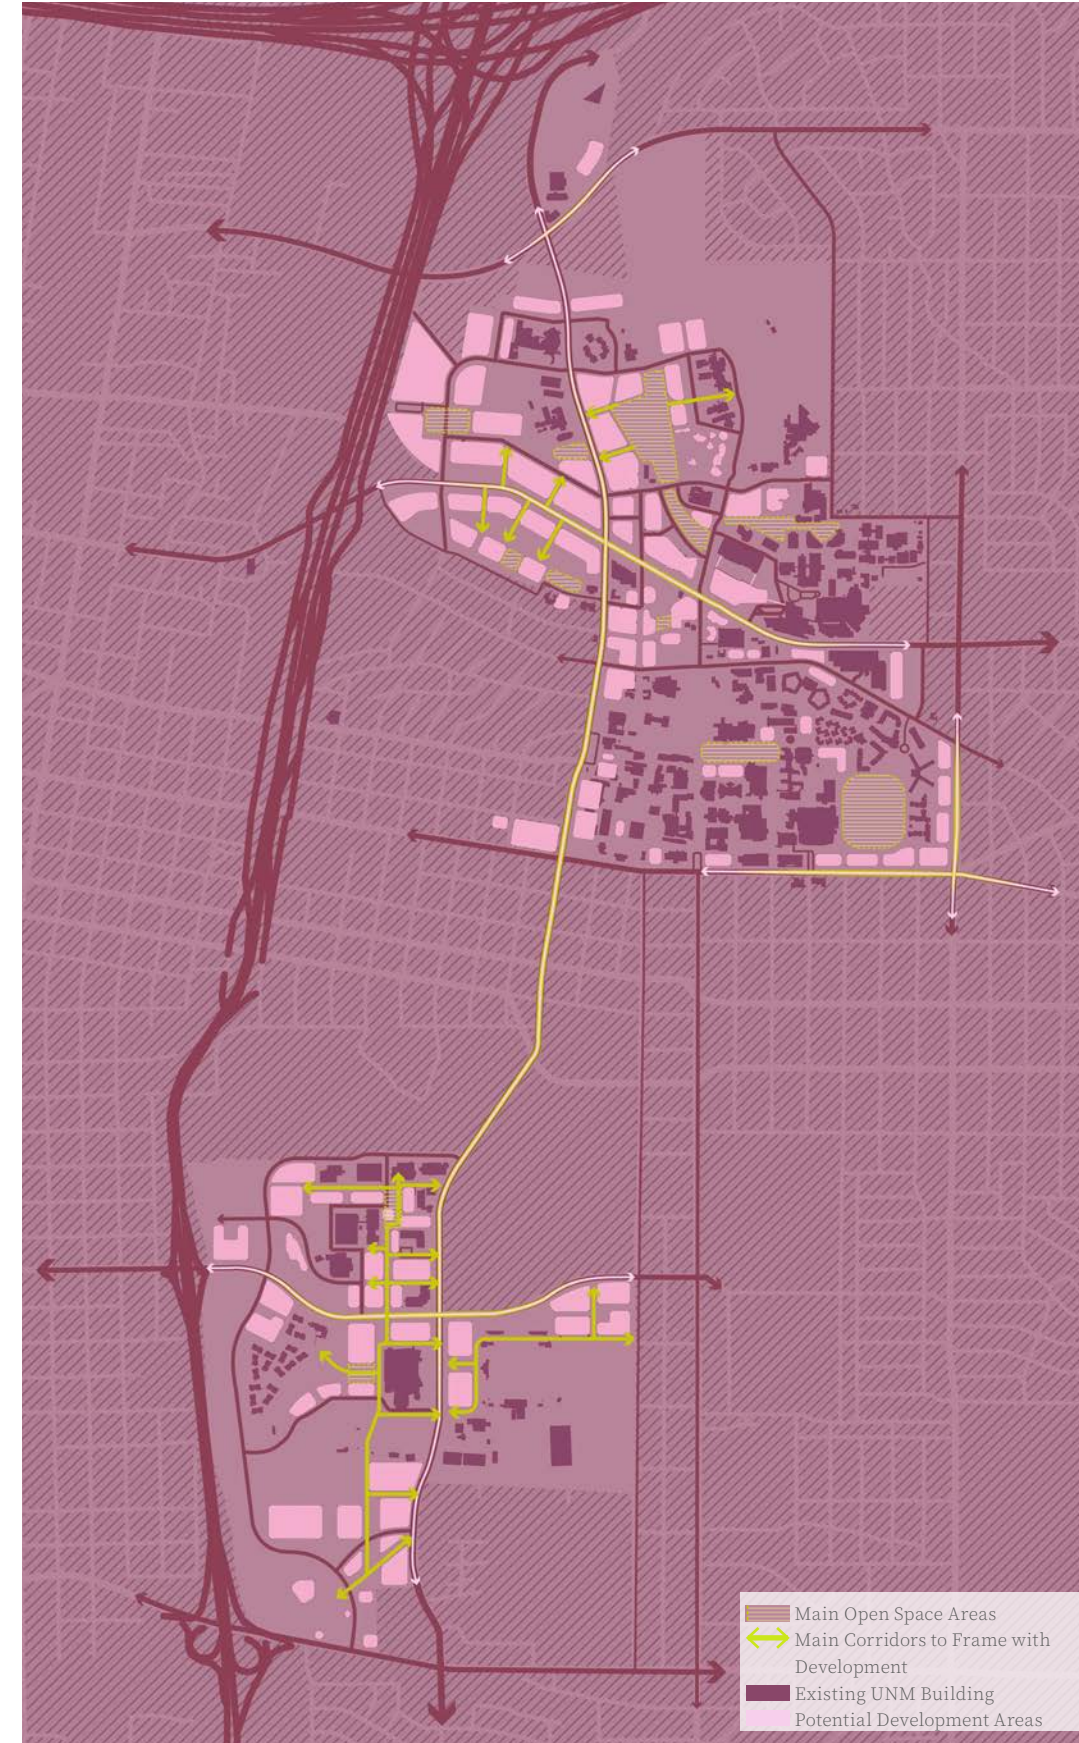 Main Open Space Areas
Main Corridors to Frame with
Development
Existing UNM Building
Potential Development Areas